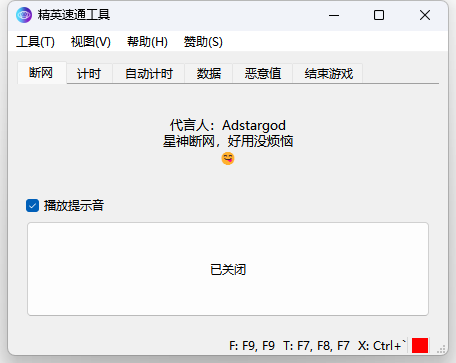 精英速通工具
工具(T) 视图(V) 帮助(H) 赞助(S)
断网 计时 自动计时 数据 恶意值 结束游戏
代言人：Adstargod
星神断网，好用没烦恼
😋
播放提示音
已关闭
F: F9, F9 T: F7, F8, F7 X: Ctrl+`